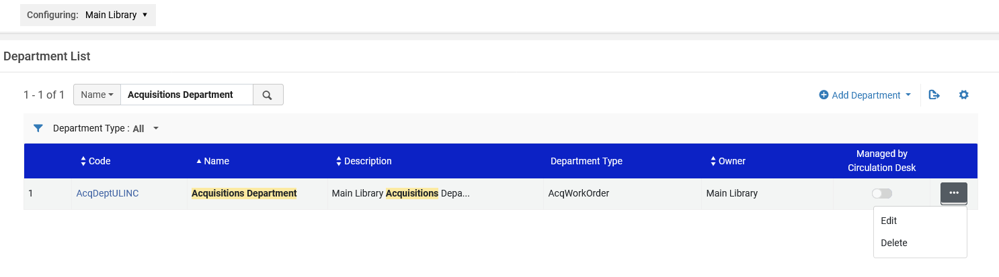 Configuring: Main Library
Department List
1 - 1 of 1 Name Acquisitions Department Add Department
Department Type : All
Code Name Description Department Type Owner Managed by Circulation Desk
1 AcqDeptULINC Acquisitions Department Main Library Acquisitions Depa... AcqWorkOrder Main Library
Edit
Delete